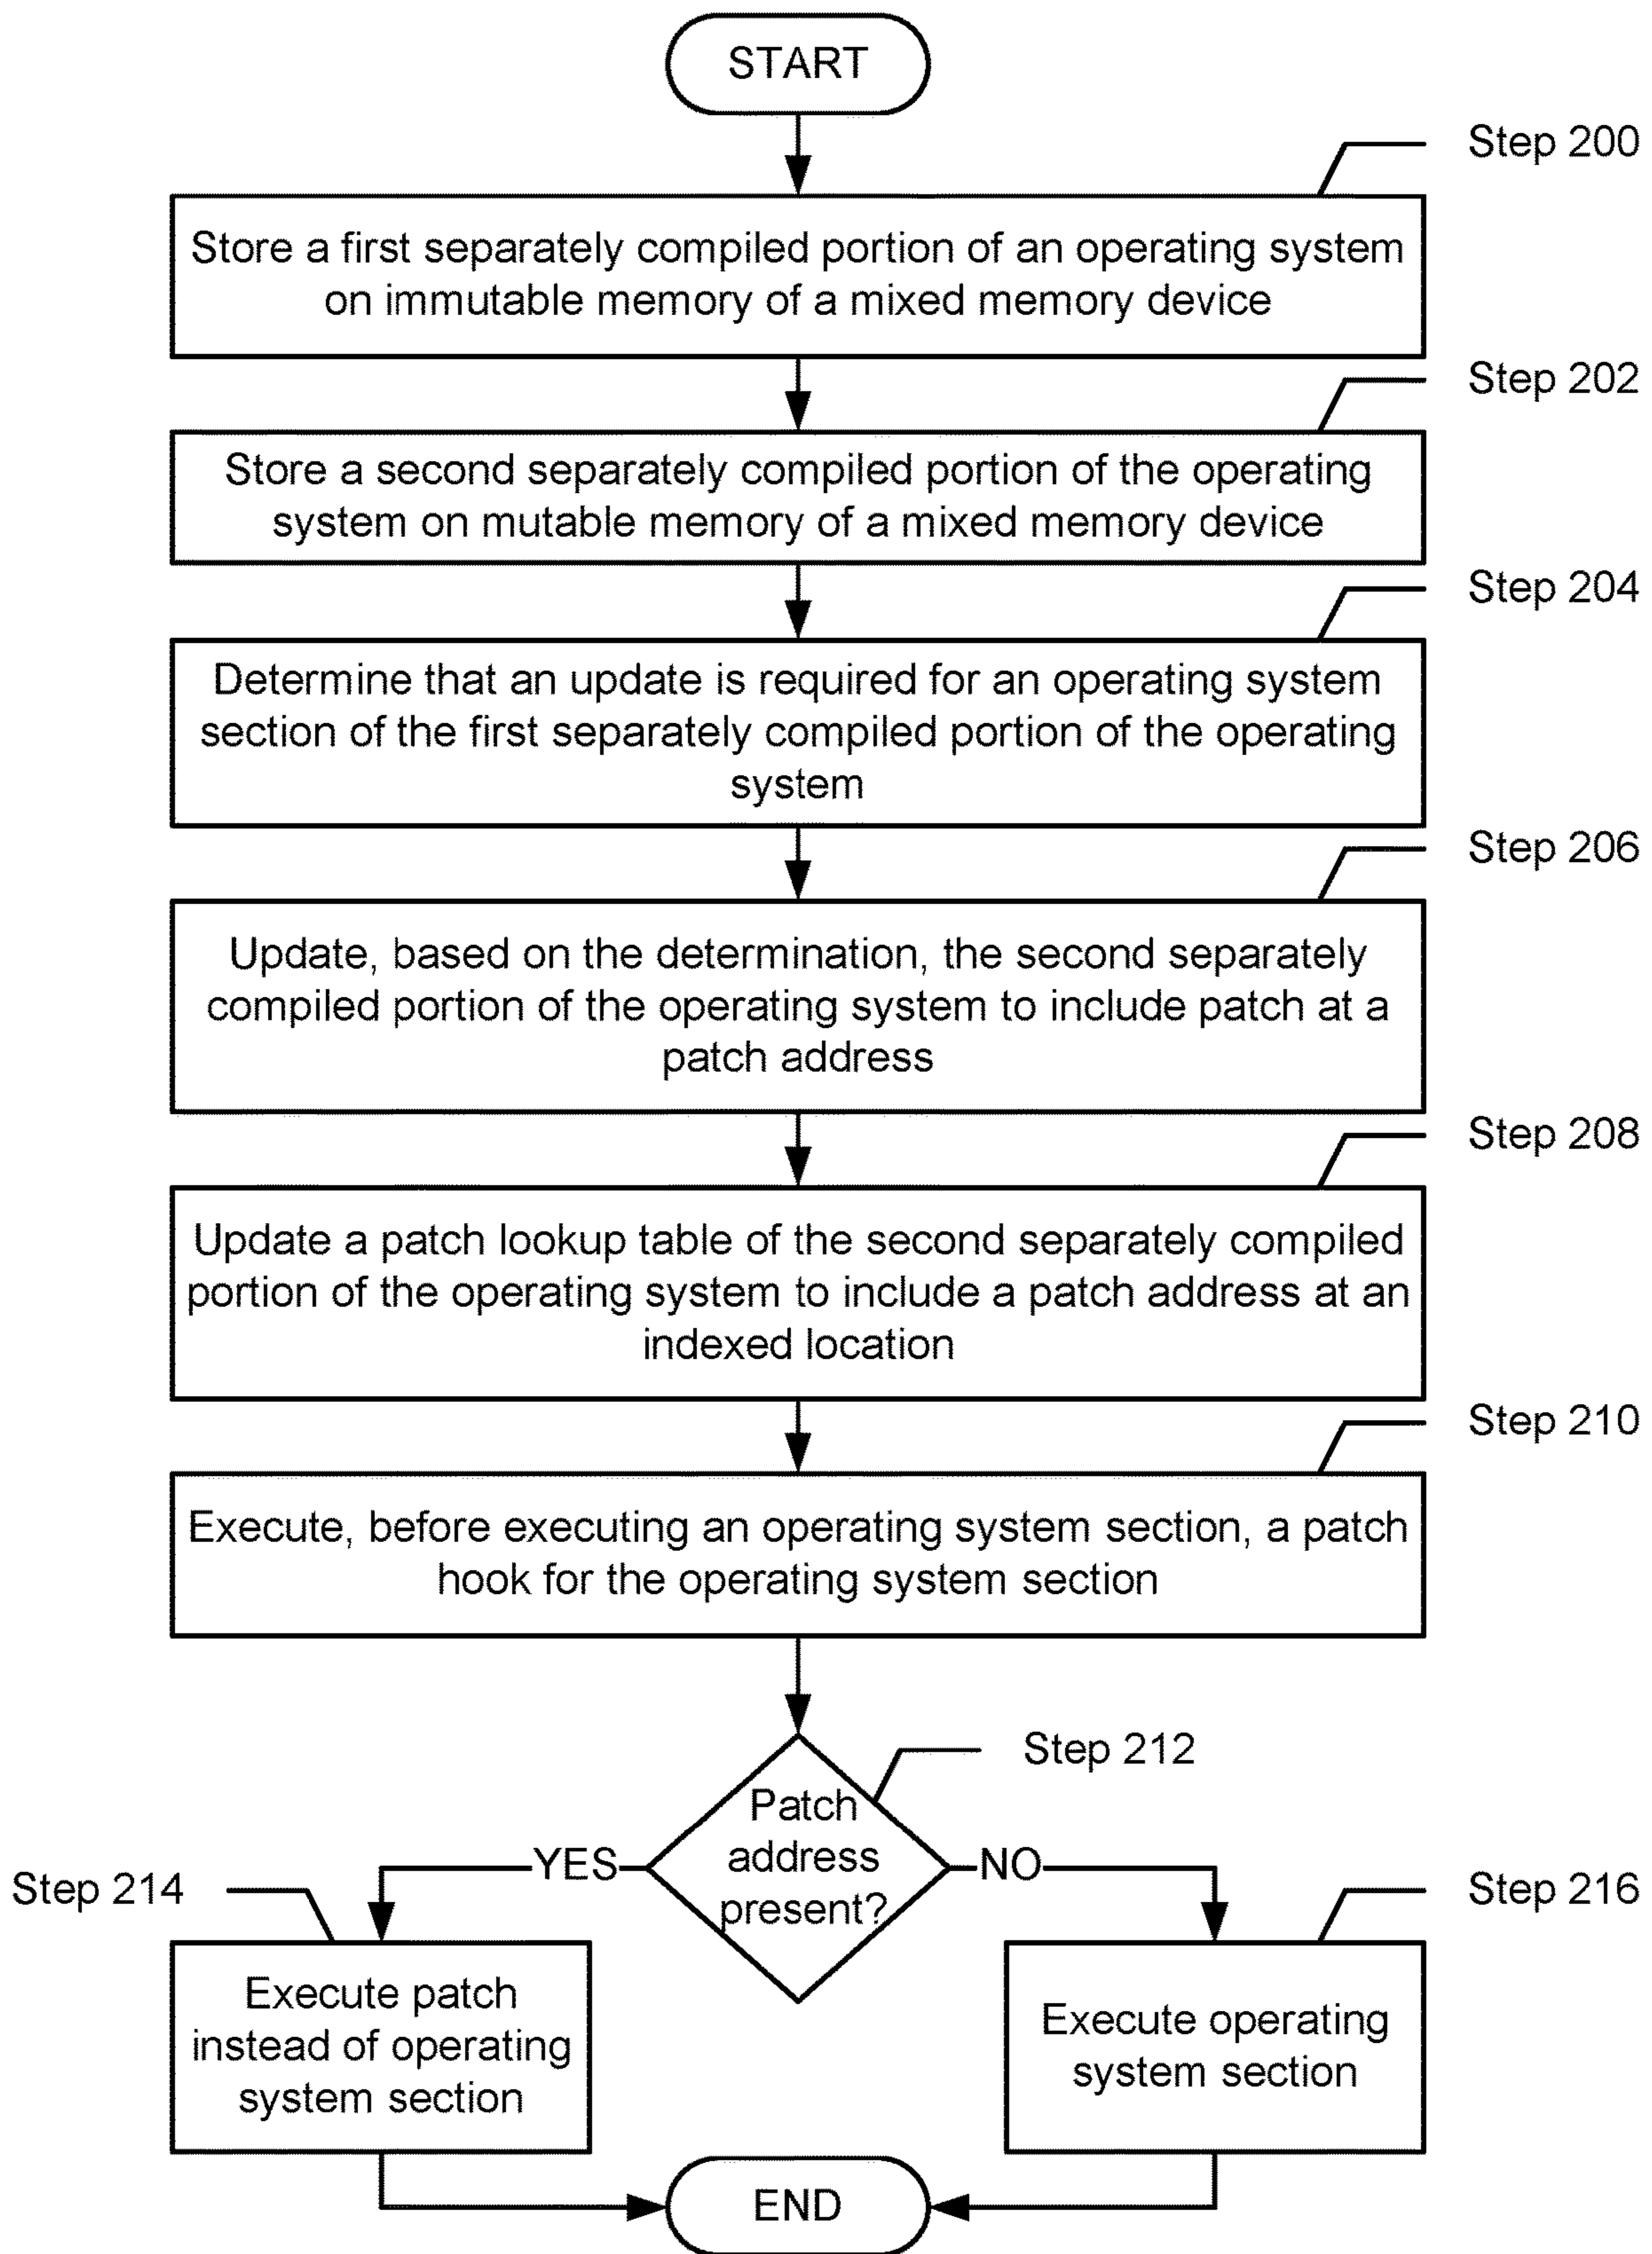 START
Step 200
Store a first separately compiled portion of an operating system
on immutable memory of a mixed memory device
Step 202
Store a second separately compiled portion of the operating
system on mutable memory of a mixed memory device
Step 204
Determine that an update is required for an operating system
section of the first separately compiled portion of the operating
system
Step 206
Update, based on the determination, the second separately
compiled portion of the operating system to include patch at a
patch address
Step 208
Update a patch lookup table of the second separately compiled
portion of the operating system to include a patch address at an
indexed location
Step 210
Execute, before executing an operating system section, a patch
hook for the operating system section
Step 212
Patch
address
present?
YES
NO
Step 214
Execute patch
instead of operating
system section
Step 216
Execute operating
system section
END